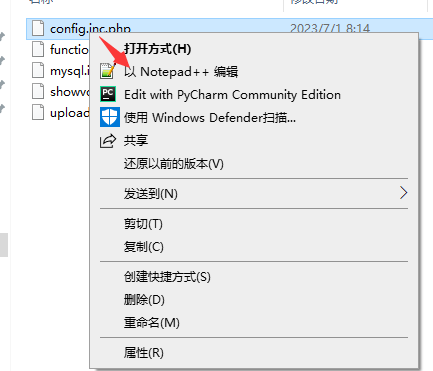 名称 修改日期
config.inc.php 2023/7/1 8:14
functio
mysql.i
showvo
upload
打开方式(H)
以 Notepad++ 编辑
Edit with PyCharm Community Edition
使用 Windows Defender扫描...
共享
还原以前的版本(V)
发送到(N)
剪切(T)
复制(C)
创建快捷方式(S)
删除(D)
重命名(M)
属性(R)